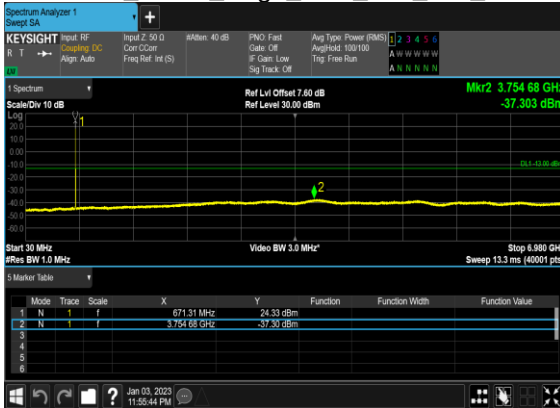 Spectrum Analyzer 1
Swept SA
+
KEYSIGHT Input: RF Input Z: 50 Ω #Atten: 40 dB PNO: Fast Avg Type: Power (RMS) 1 2 3 4 5 6
R T Coupling: DC Corr CCorr Gate: Off Avg|Hold: 100/100 A W W W W W
Align: Auto Freq Ref: Int (S) IF Gain: Low Trig: Free Run
Sig Track: Off A N N N N N
1 Spectrum Ref Lvl Offset 7.60 dB Mkr2 3.754 68 GHz
Scale/Div 10 dB Ref Level 30.00 dBm -37.303 dBm
Log
1
20.0
10.0
0.00
-10.0
DL1 -13.00 dBm
-20.0
-30.0
2
-40.0
-50.0
-60.0
Start 30 MHz Video BW 3.0 MHz* Stop 6.980 GH
#Res BW 1.0 MHz Sweep 13.3 ms (40001 pts
5 Marker Table
Mode Trace Scale X Y Function Function Width Function Value
1 N 1 f 671.31 MHz 24.33 dBm
2 N 1 f 3.754 68 GHz -37.30 dBm
3
4
5
6
? Jan 03, 2023
11:55:44 PM